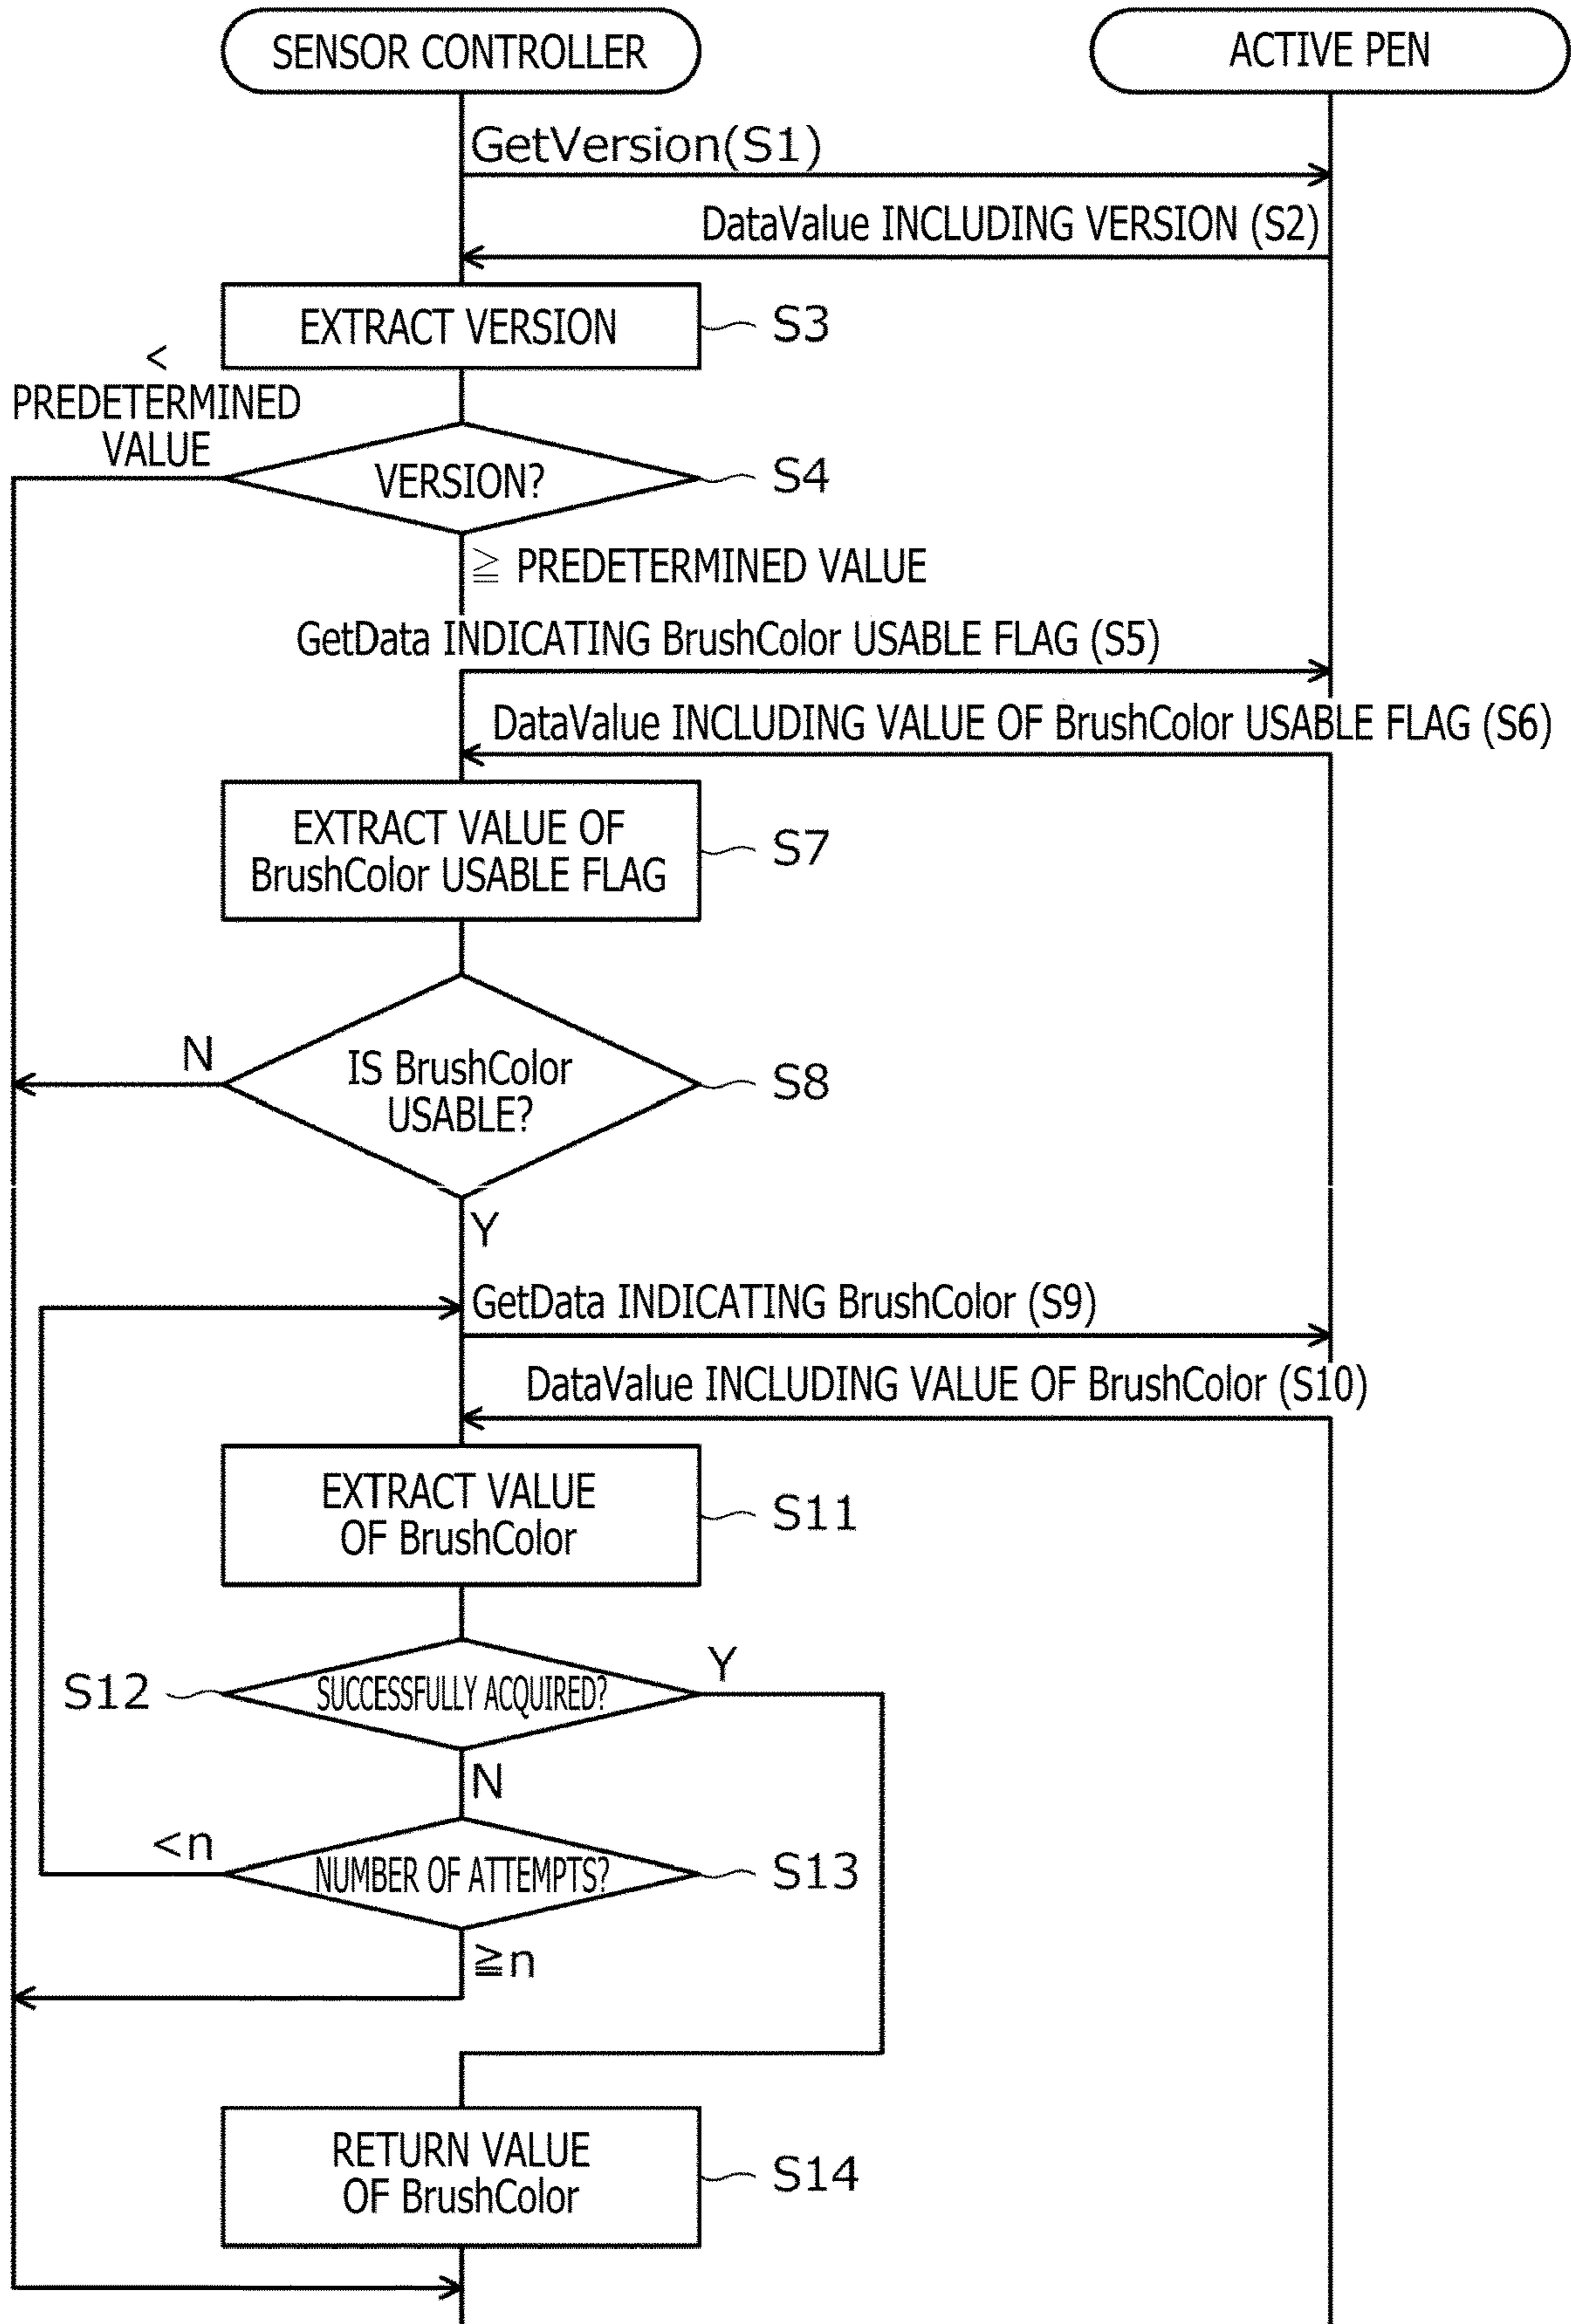 SENSOR CONTROLLER
ACTIVE PEN
GetVersion(S1)
DataValue INCLUDING VERSION (S2)
EXTRACT VERSION
S3
<
PREDETERMINED
VALUE
VERSION?
S4
≧ PREDETERMINED VALUE
GetData INDICATING BrushColor USABLE FLAG (S5)
DataValue INCLUDING VALUE OF BrushColor USABLE FLAG (S6)
EXTRACT VALUE OF
BrushColor USABLE FLAG
S7
N
IS BrushColor
USABLE?
S8
Y
GetData INDICATING BrushColor (S9)
DataValue INCLUDING VALUE OF BrushColor (S10)
EXTRACT VALUE
OF BrushColor
S11
S12
SUCCESSFULLY ACQUIRED?
Y
N
<n
NUMBER OF ATTEMPTS?
S13
≧n
RETURN VALUE
OF BrushColor
S14